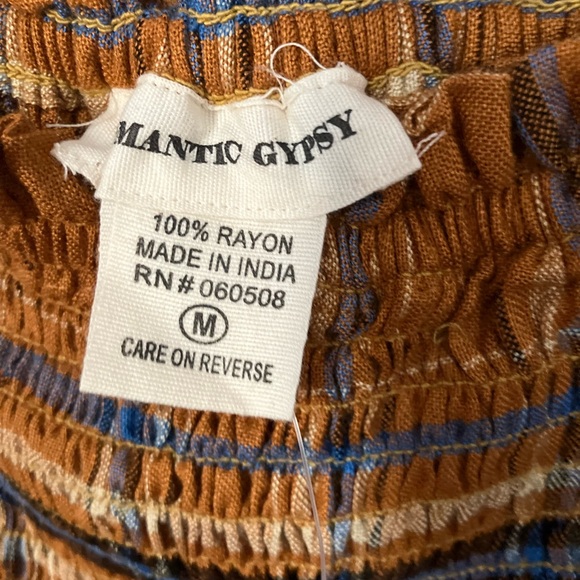 MANTIC GYPSY
100% RAYON
MADE IN INDIA
RN# 060508
M
CARE ON REVERSE